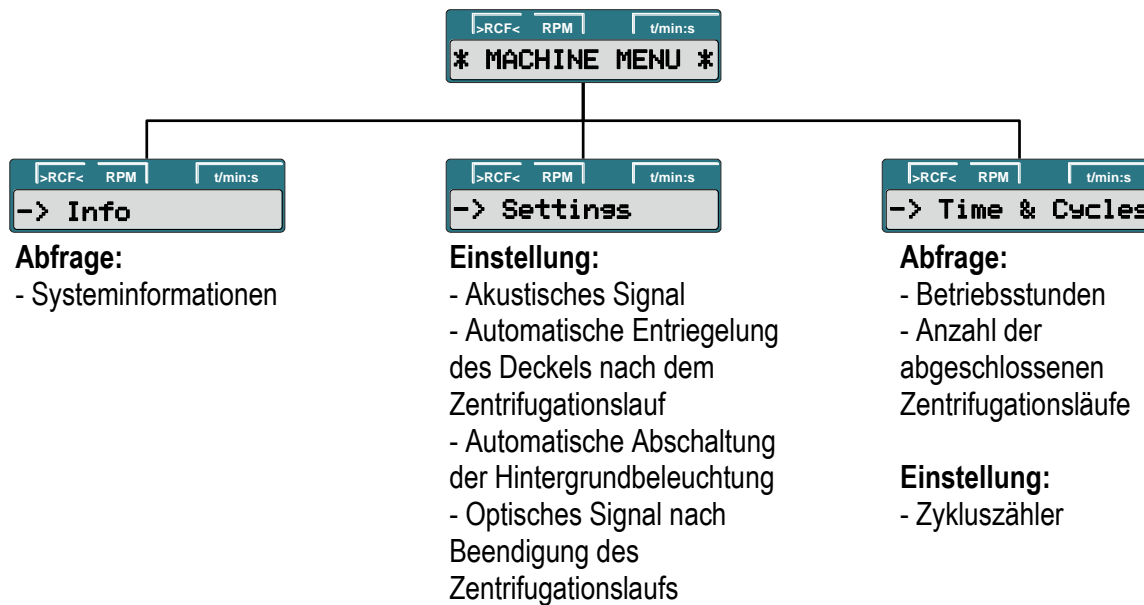 >RCF< RPM t/min:s
* MACHINE MENU *
>RCF< RPM t/min:s
-> Info
Abfrage:
- Systeminformationen
>RCF< RPM t/min:s
-> Settings
Einstellung:
- Akustisches Signal
- Automatische Entriegelung
des Deckels nach dem
Zentrifugationslauf
- Automatische Abschaltung
der Hintergrundbeleuchtung
- Optisches Signal nach
Beendigung des
Zentrifugationslaufs
>RCF< RPM t/min:s
-> Time & Cycles
Abfrage:
- Betriebsstunden
- Anzahl der
abgeschlossenen
Zentrifugationsläufe
Einstellung:
- Zykluszähler